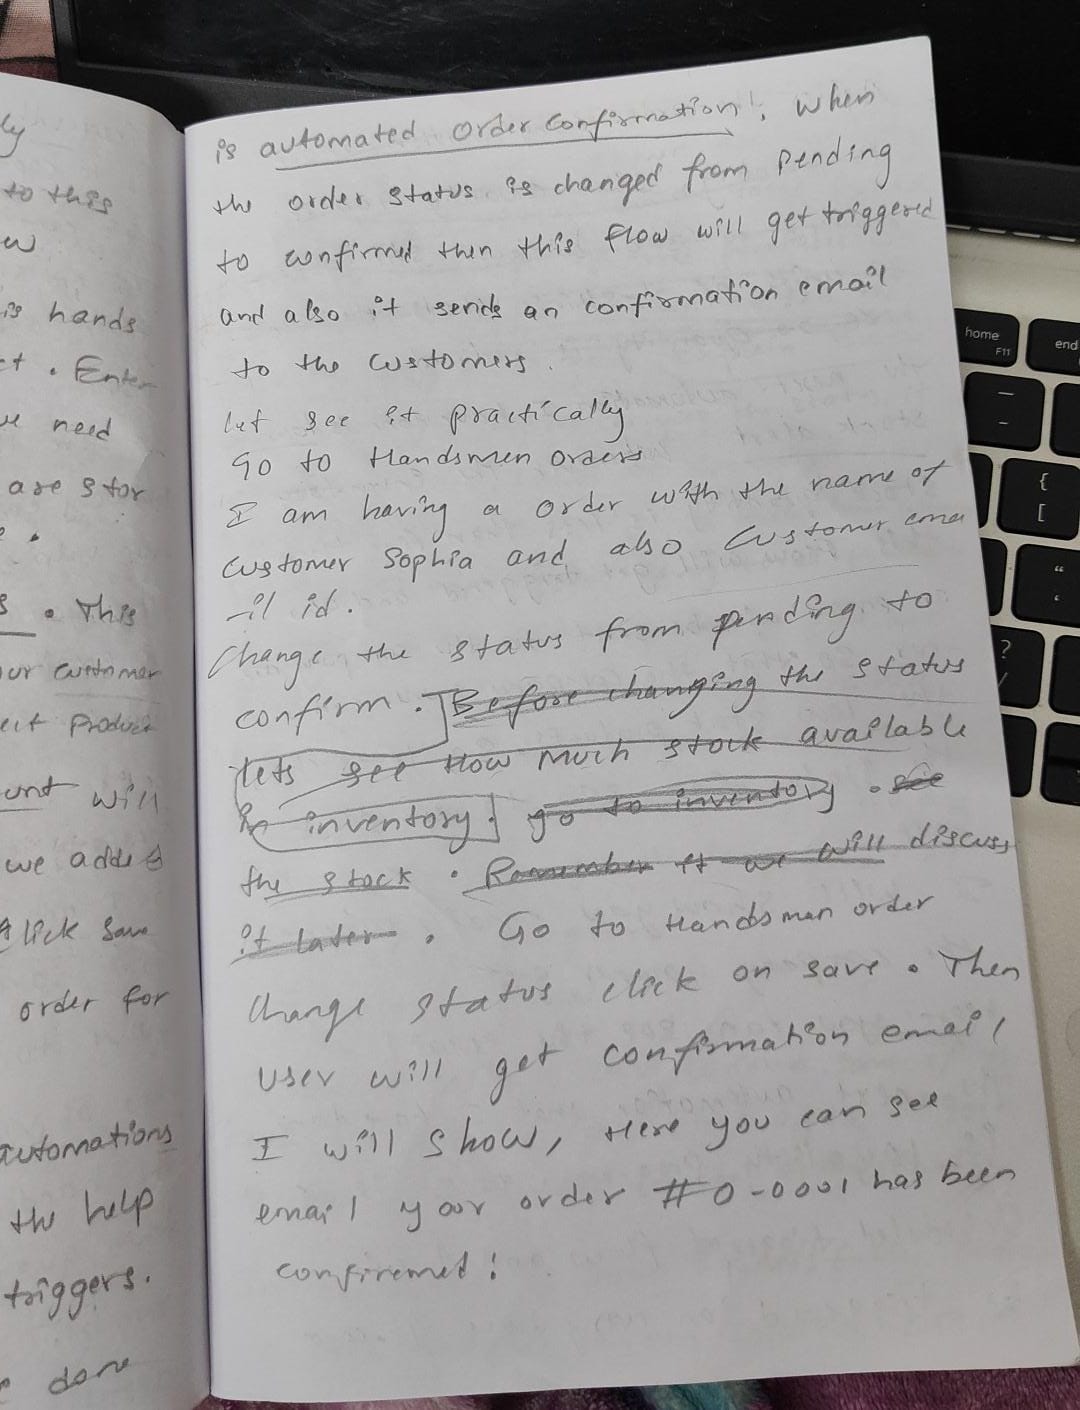 ly
to this
ew
is hands
ct. Enter
we need
are stor
e.
s. This
our customer
ect product
unt will
we added
click save
order for
automations
the help
triggers.
e done
is automated order confirmation!, when
the order status is changed from Pending
to confirmed then this flow will get triggered
and also it sends an confirmation email
to the customers.
let see it practically
Go to Handsmen orders
I am having a order with the name of
customer Sophia and also customer ema
-il id.
Change the status from pending to
confirm. Before changing the status
lets see How much stock available
in inventory. go to inventory. see
the stock. Remember it we will discuss
it later. Go to Handsman order
Change status click on save. Then
user will get confirmation email
I will show, Here you can see
email your order #0-0001 has been
confiremed!
home
F11
end
{
[
"
?
/